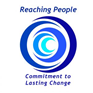 Reaching People
Commitment to
Lasting Change